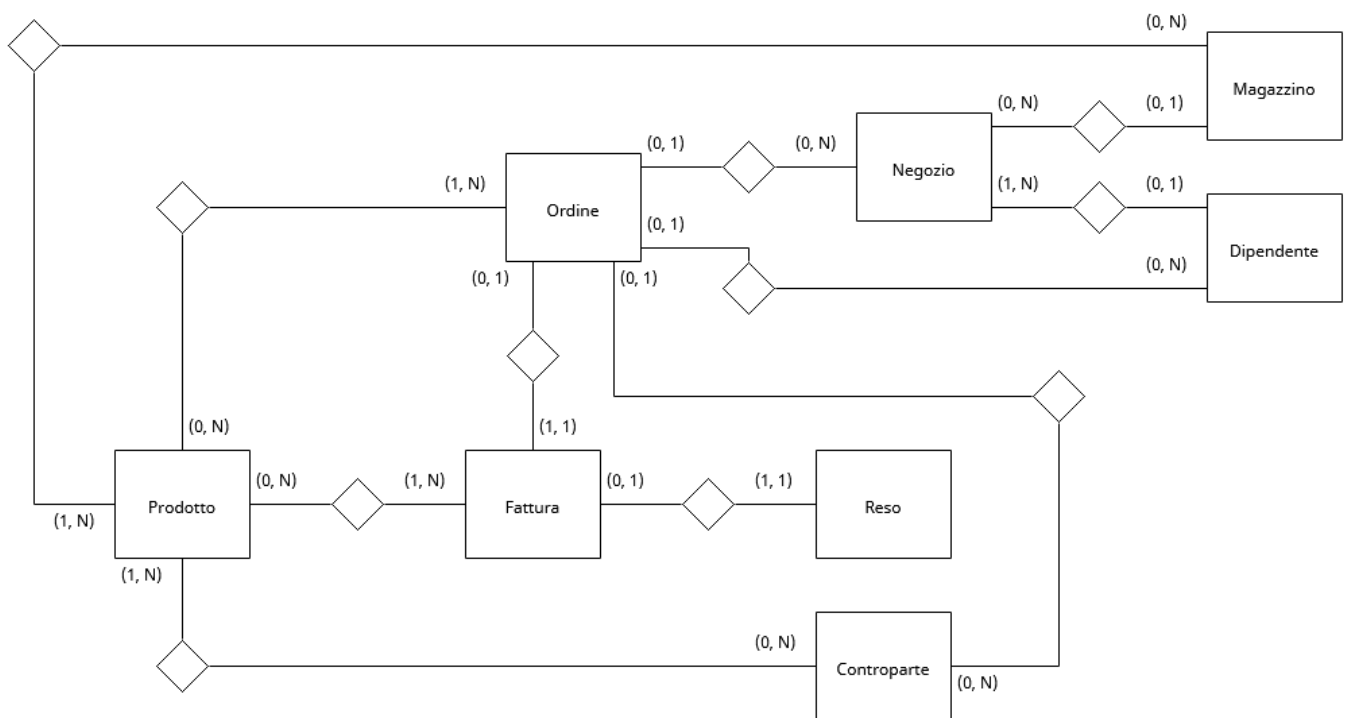 (0, N)
Magazzino
(0, N)
(0, 1)
(0, 1)
(0, N)
Negozio
(1, N)
(1, N)
(0, 1)
Ordine
(0, 1)
Dipendente
(0, N)
(0, 1)
(0, 1)
(0, N)
(1, 1)
(0, N)
(1, N)
(0, 1)
(1, 1)
Prodotto
Fattura
Reso
(1, N)
(1, N)
(0, N)
Controparte
(0, N)